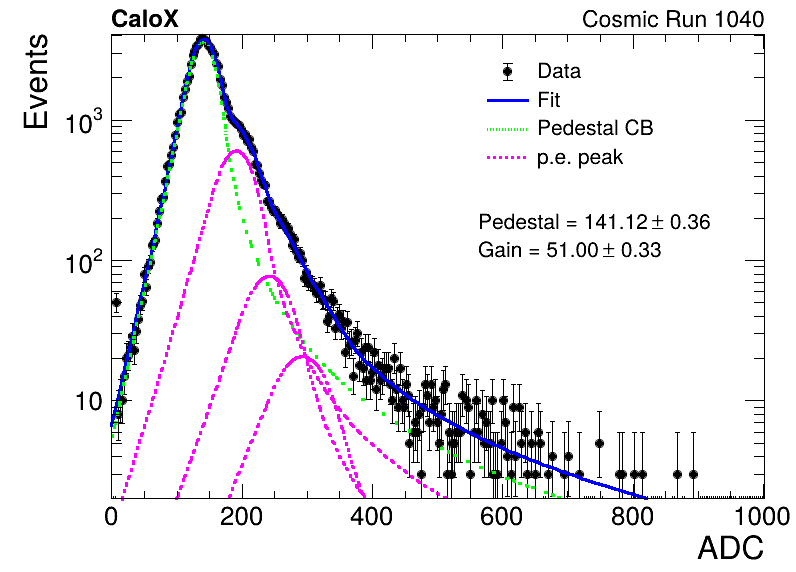 CaloX Cosmic Run 1040
Events
Data
Fit
Pedestal CB
p.e. peak
Pedestal = 141.12 ± 0.36
Gain = 51.00 ± 0.33
10³
10²
10
0 200 400 600 800 1000
ADC